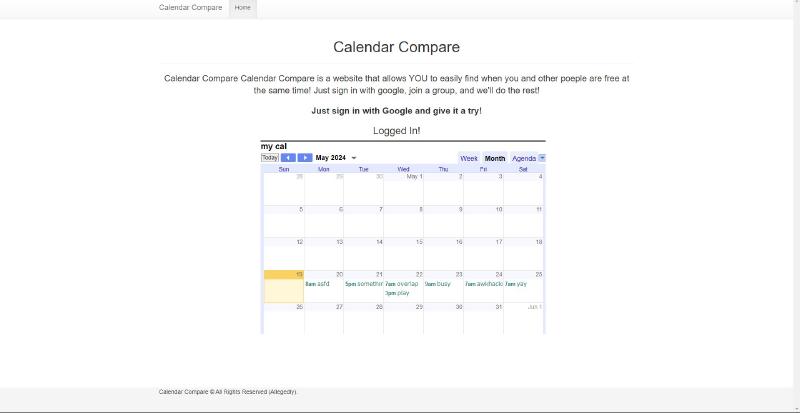 Calendar Compare Home
Calendar Compare
Calendar Compare Calendar Compare is a website that allows YOU to easily find when you and other poeple are free at
the same time! Just sign in with google, join a group, and we'll do the rest!
Just sign in with Google and give it a try!
Logged In!
my cal
Today May 2024 Week Month Agenda
Sun Mon Tue Wed Thu Fri Sat
28 29 30 May 1 2 3 4
5 6 7 8 9 10 11
12 13 14 15 16 17 18
19 20 21 22 23 24 25
8am asfd 5pm somethin 7am overlap 9am busy 7am awkhacic 7am yay
3pm play
26 27 28 29 30 31 Jun 1
Calendar Compare © All Rights Reserved (Allegedly).